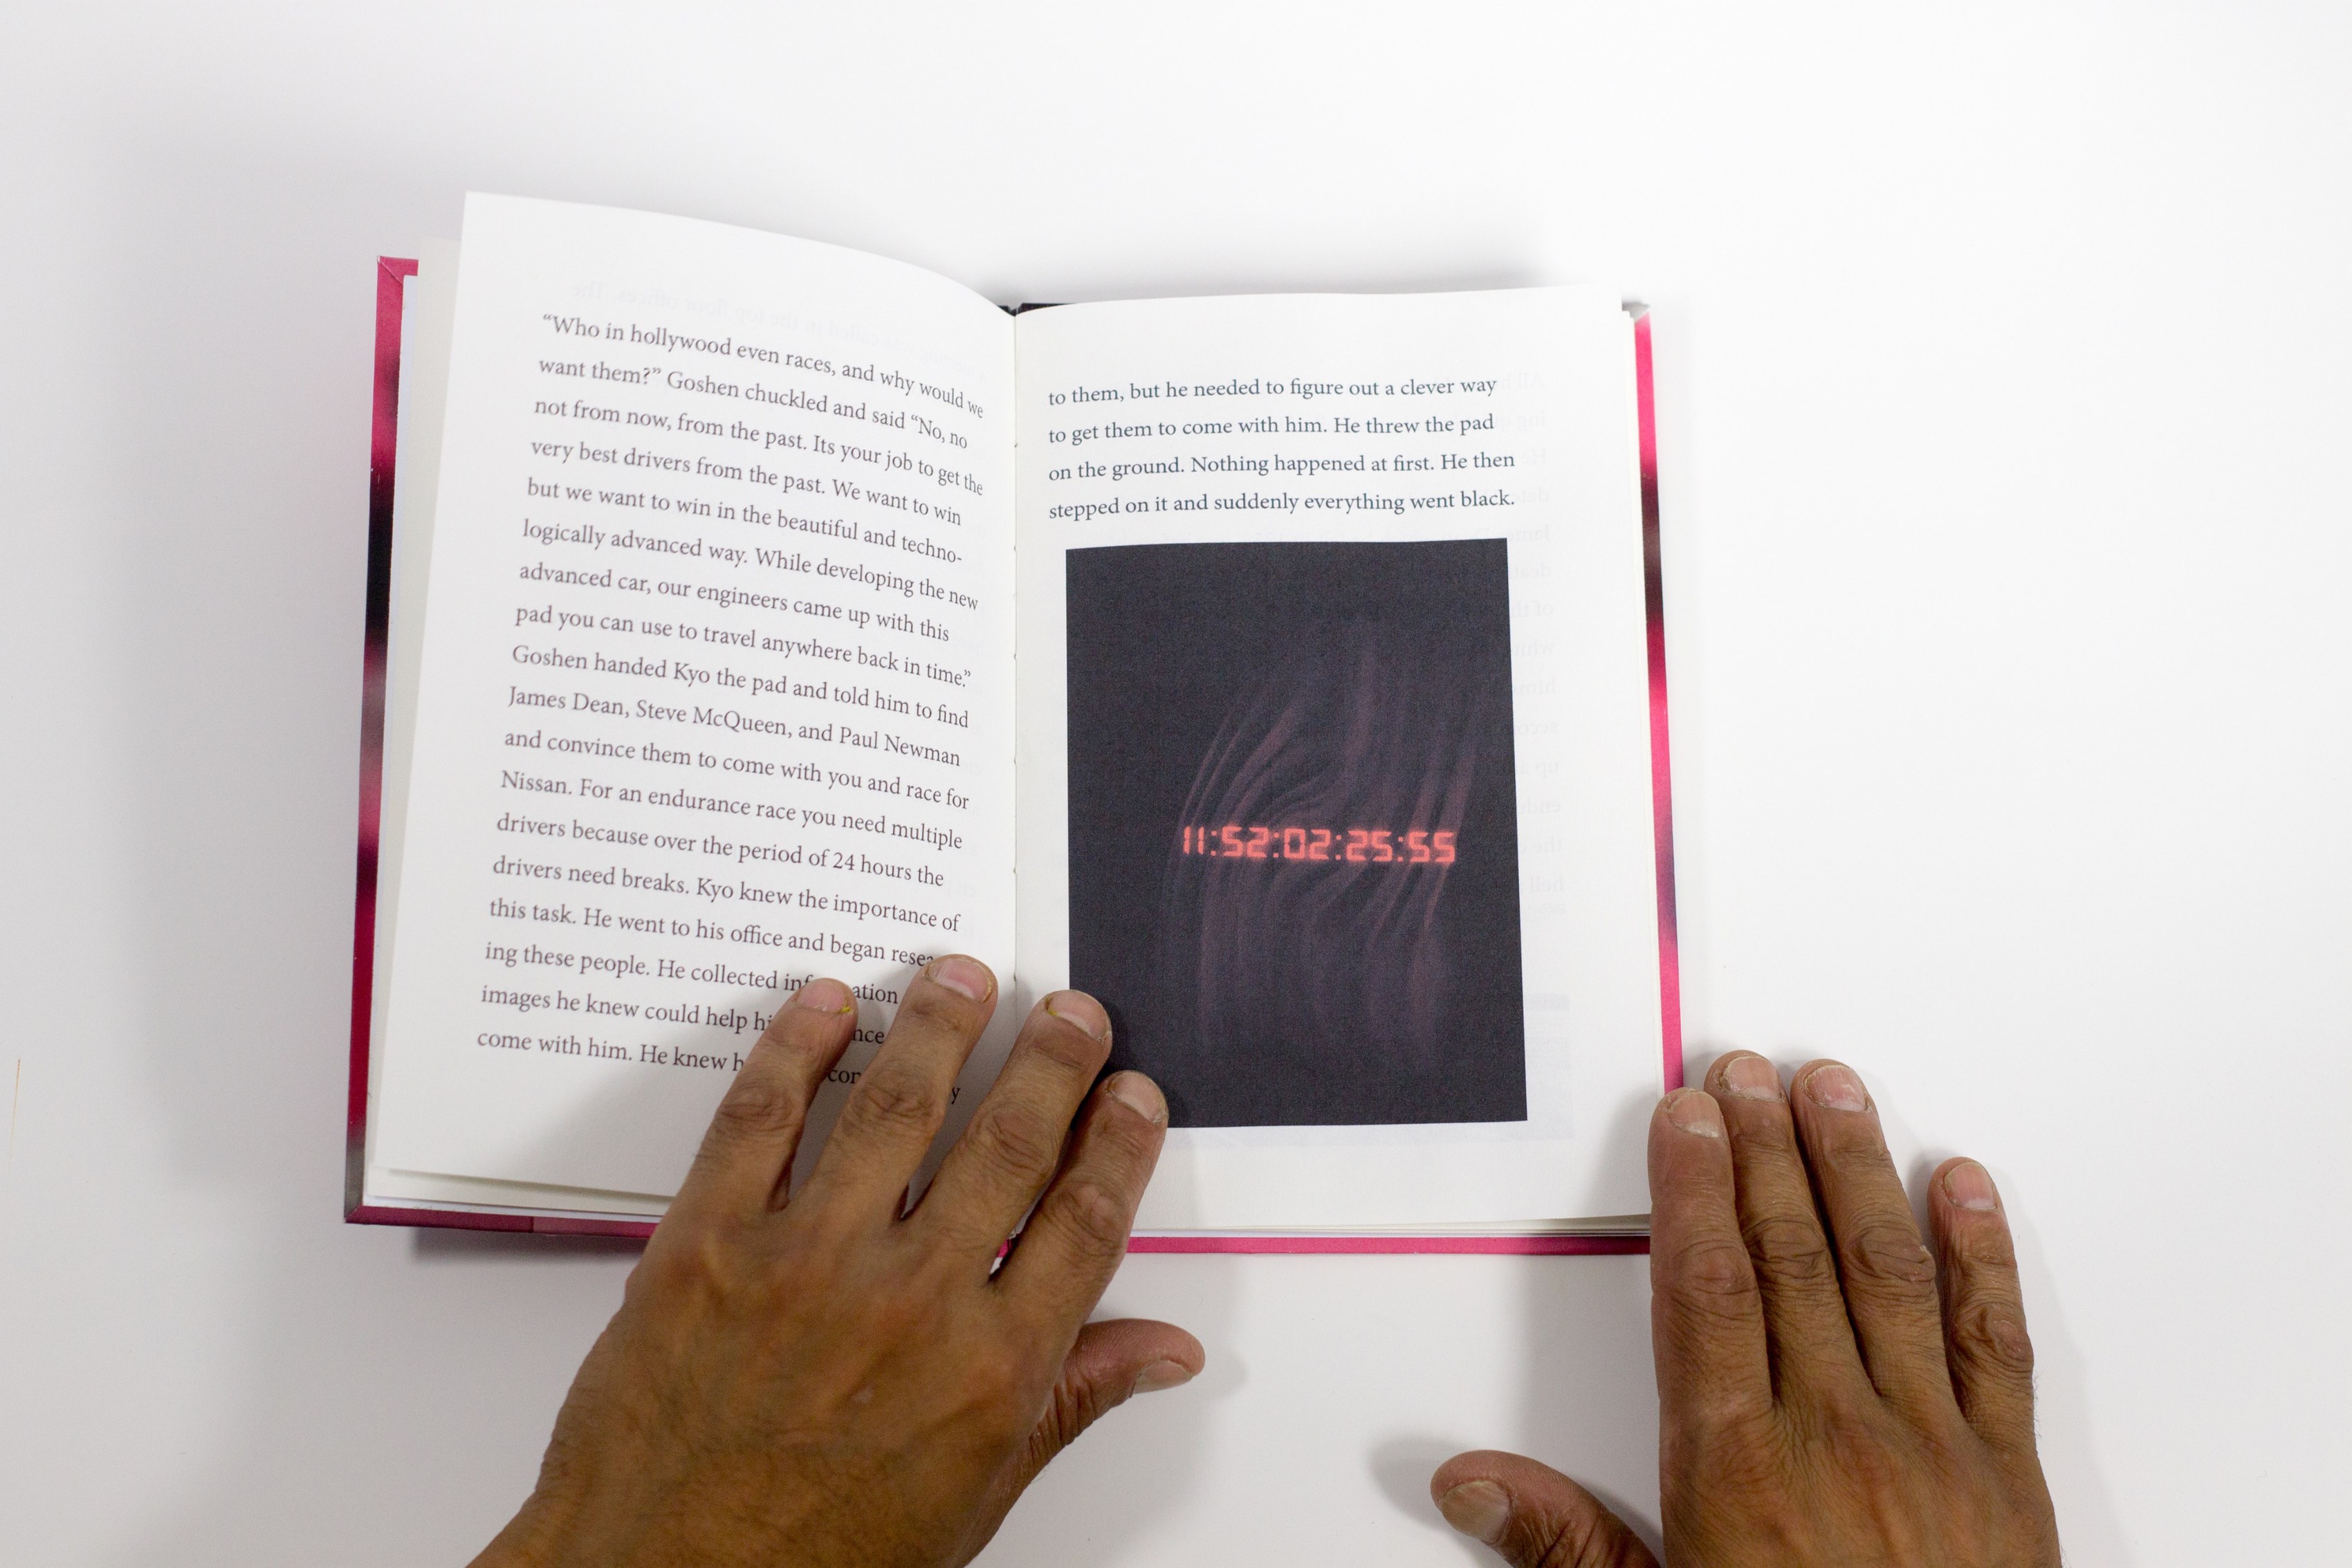 “Who in hollywood even races, and why would we
want them?” Goshen chuckled and said “No, no
not from now, from the past. Its your job to get the
very best drivers from the past. We want to win
but we want to win in the beautiful and techno-
logically advanced way. While developing the new
advanced car, our engineers came up with this
pad you can use to travel anywhere back in time.”
Goshen handed Kyo the pad and told him to find
James Dean, Steve McQueen, and Paul Newman
and convince them to come with you and race for
Nissan. For an endurance race you need multiple
drivers because over the period of 24 hours the
drivers need breaks. Kyo knew the importance of
this task. He went to his office and began
ing these people. He collected
images he knew could help
come with him. He knew
to them, but he needed to figure out a clever way
to get them to come with him. He threw the pad
on the ground. Nothing happened at first. He then
stepped on it and suddenly everything went black.
11:52:02:25:55